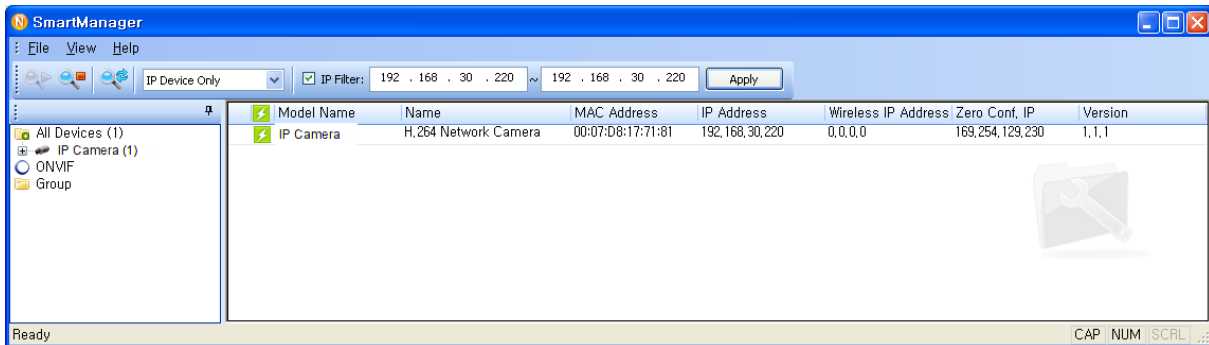 SmartManager
File View Help
IP Device Only IP Filter: 192 . 168 . 30 . 220 ~ 192 . 168 . 30 . 220 Apply
Model Name Name MAC Address IP Address Wireless IP Address Zero Conf, IP Version
All Devices (1) IP Camera H,264 Network Camera 00:07:D8:17:71:81 192,168,30,220 0,0,0,0 169,254,129,230 1,1,1
IP Camera (1)
ONVIF
Group
Ready CAP NUM SCRL